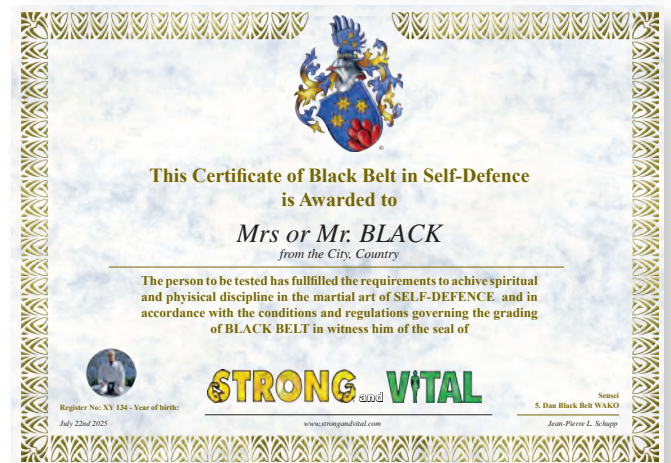 This Certificate of Black Belt in Self-Defence
is Awarded to
Mrs or Mr. BLACK
from the City, Country
The person to be tested has fullfilled the requirements to achive spiritual
and phyisical discipline in the martial art of SELF-DEFENCE and in
accordance with the conditions and regulations governing the grading
of BLACK BELT in witness him of the seal of
STRONG and VITAL
Register No: XY 134 - Year of birth:
Sensei
5. Dan Black Belt WAKO
July 22nd 2025
www.strongandvital.com
Jean-Pierre L. Schupp